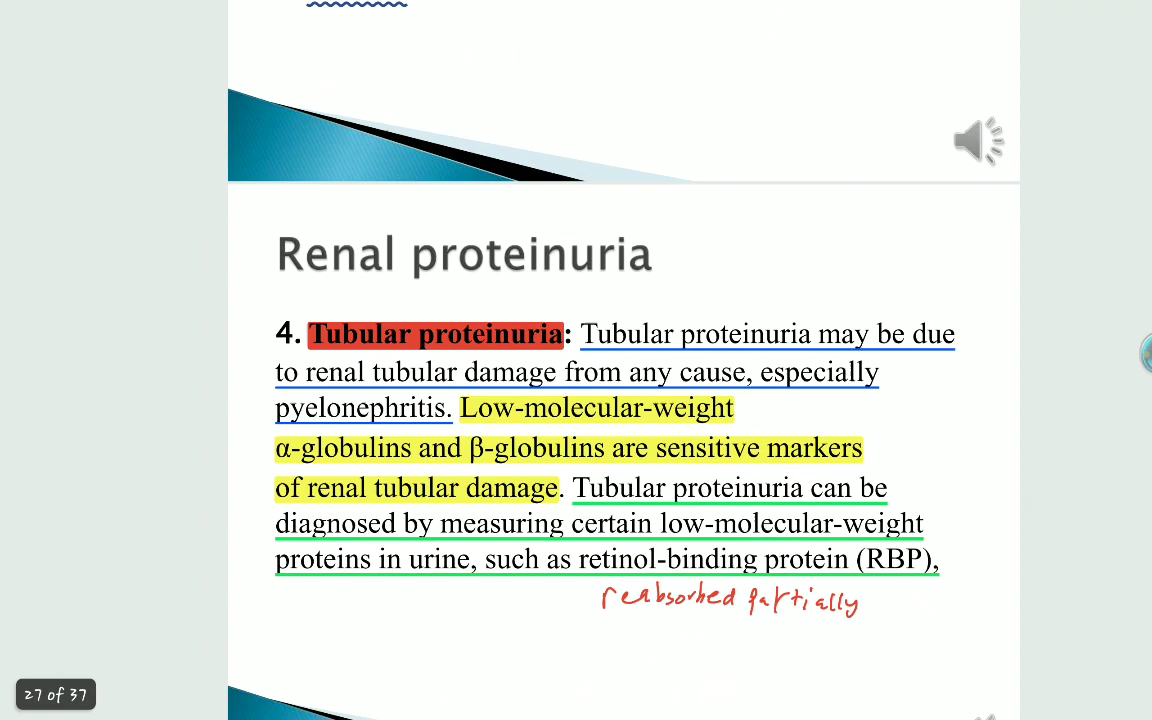 Renal proteinuria
4. Tubular proteinuria: Tubular proteinuria may be due
to renal tubular damage from any cause, especially
pyelonephritis. Low-molecular-weight
α-globulins and β-globulins are sensitive markers
of renal tubular damage. Tubular proteinuria can be
diagnosed by measuring certain low-molecular-weight
proteins in urine, such as retinol-binding protein (RBP),
reabsorbed partially
27 of 37